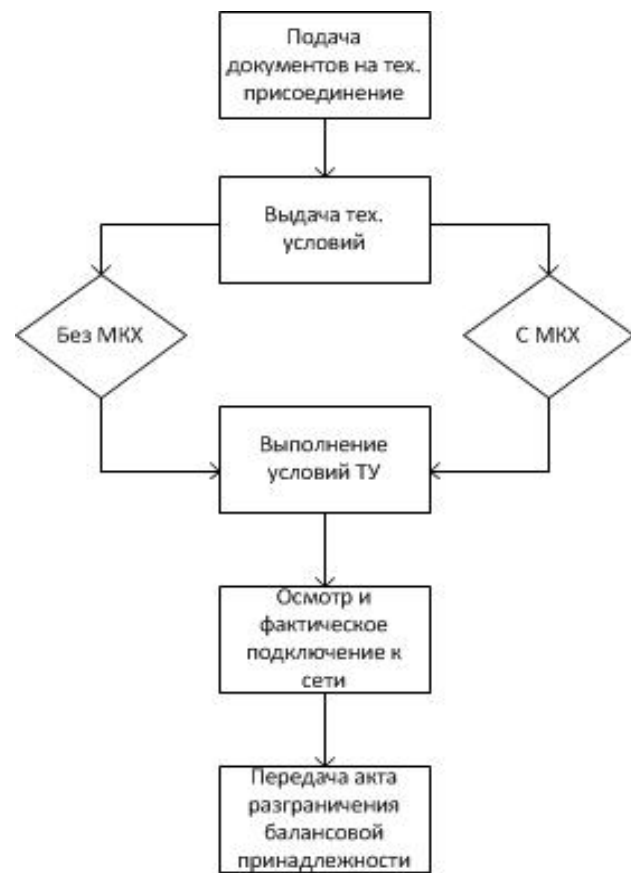 Подача
документов на тех.
присоединение
Выдача тех.
условий
Без МКХ
С МКХ
Выполнение
условий ТУ
Осмотр и
фактическое
подключение к
сети
Передача акта
разграничения
балансовой
принадлежности